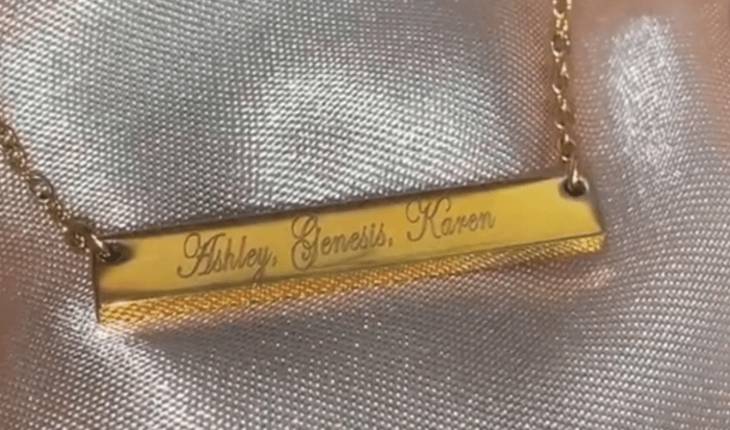 Ashley, Genesis, Karen